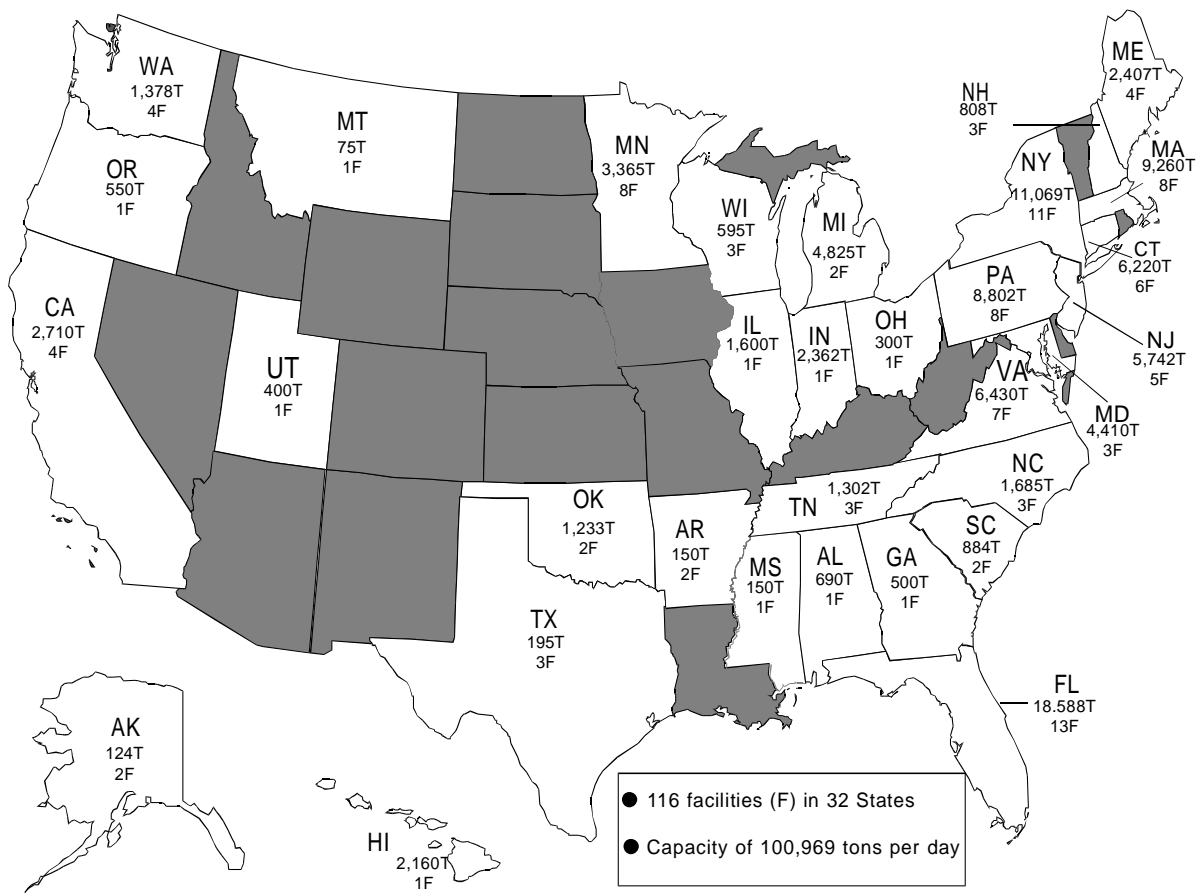 WA
1,378T
4F
OR
550T
1F
CA
2,710T
4F
MT
75T
1F
UT
400T
1F
MN
3,365T
8F
WI
595T
3F
MI
4,825T
2F
IL
1,600T
1F
IN
2,362T
1F
OH
300T
1F
NH
808T
3F
ME
2,407T
4F
NY
11,069T
11F
MA
9,260T
8F
CT
6,220T
6F
PA
8,802T
8F
NJ
5,742T
5F
VA
6,430T
7F
MD
4,410T
3F
NC
1,685T
3F
TN
1,302T
3F
SC
884T
2F
OK
1,233T
2F
AR
150T
2F
MS
150T
1F
AL
690T
1F
GA
500T
1F
TX
195T
3F
FL
18.588T
13F
AK
124T
2F
HI
2,160T
1F
● 116 facilities (F) in 32 States
● Capacity of 100,969 tons per day